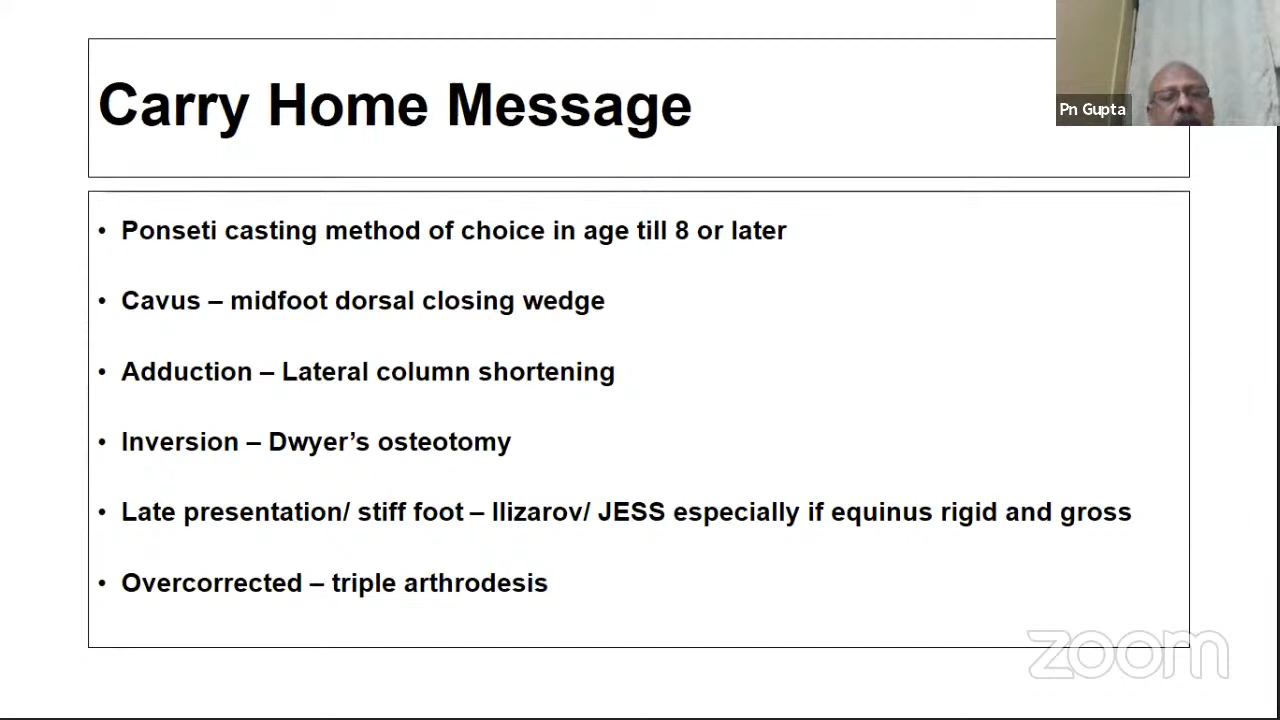 Carry Home Message
Pn Gupta
• Ponseti casting method of choice in age till 8 or later
• Cavus – midfoot dorsal closing wedge
• Adduction – Lateral column shortening
• Inversion – Dwyer’s osteotomy
• Late presentation/ stiff foot – Ilizarov/ JESS especially if equinus rigid and gross
• Overcorrected – triple arthrodesis
zoom